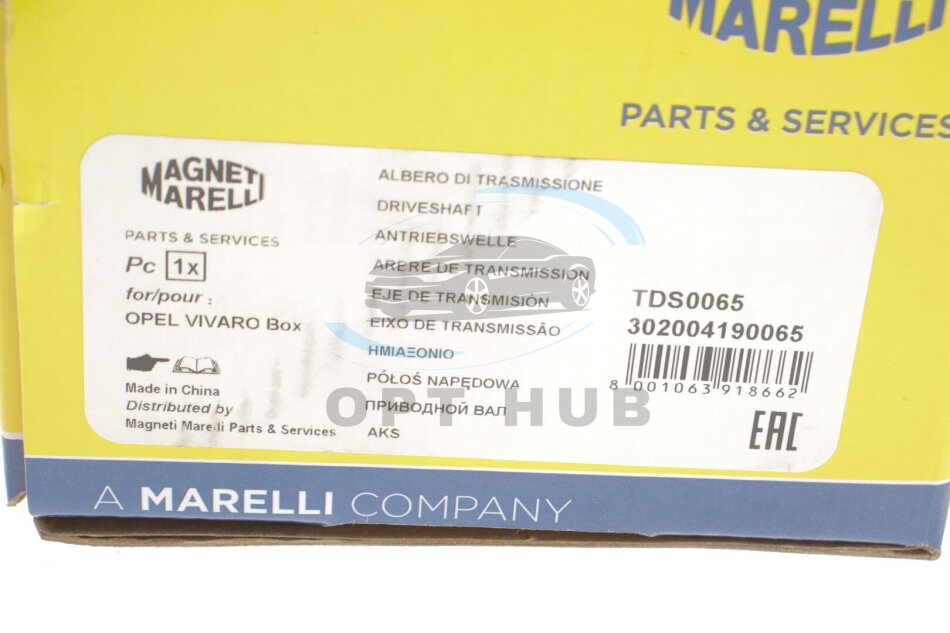 MARELLI
PARTS & SERVICES
MAGNETI
MARELLI
PARTS & SERVICES
Pc 1x
for/pour :
OPEL VIVARO Box
Made in China
Distributed by
Magneti Marelli Parts & Services
ALBERO DI TRASMISSIONE
DRIVESHAFT
ANTRIEBSWELLE
ARBRE DE TRANSMISSION
EJE DE TRANSMISIÓN
EIXO DE TRANSMISSÃO
ΗΜΙΑΞΟΝΙΟ
PÓŁOŚ NAPĘDOWA
ПРИВОДНОЙ ВАЛ
AKS
TDS0065
302004190065
8 001063 918662
EAC
OPT HUB
A MARELLI COMPANY